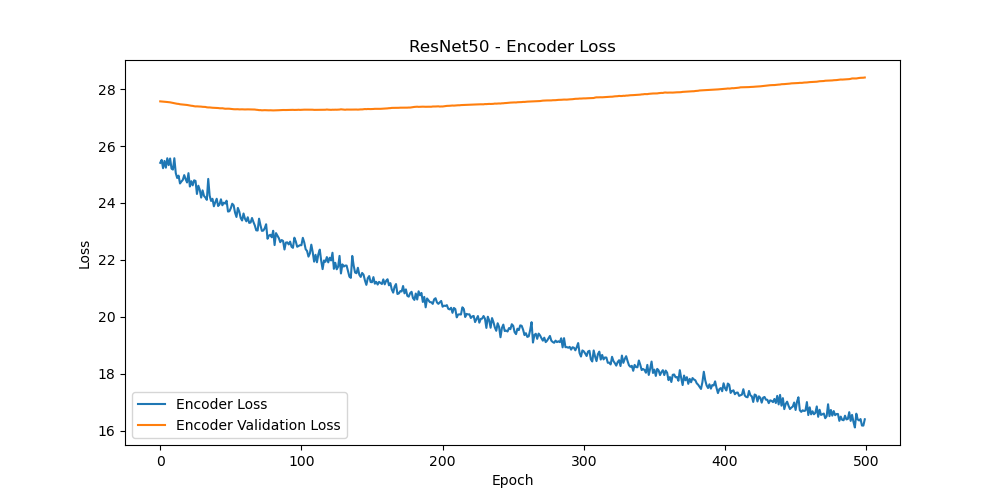 ResNet50 - Encoder Loss
28
26
24
22
20
18
16
Loss
Encoder Loss
Encoder Validation Loss
0 100 200 300 400 500
Epoch